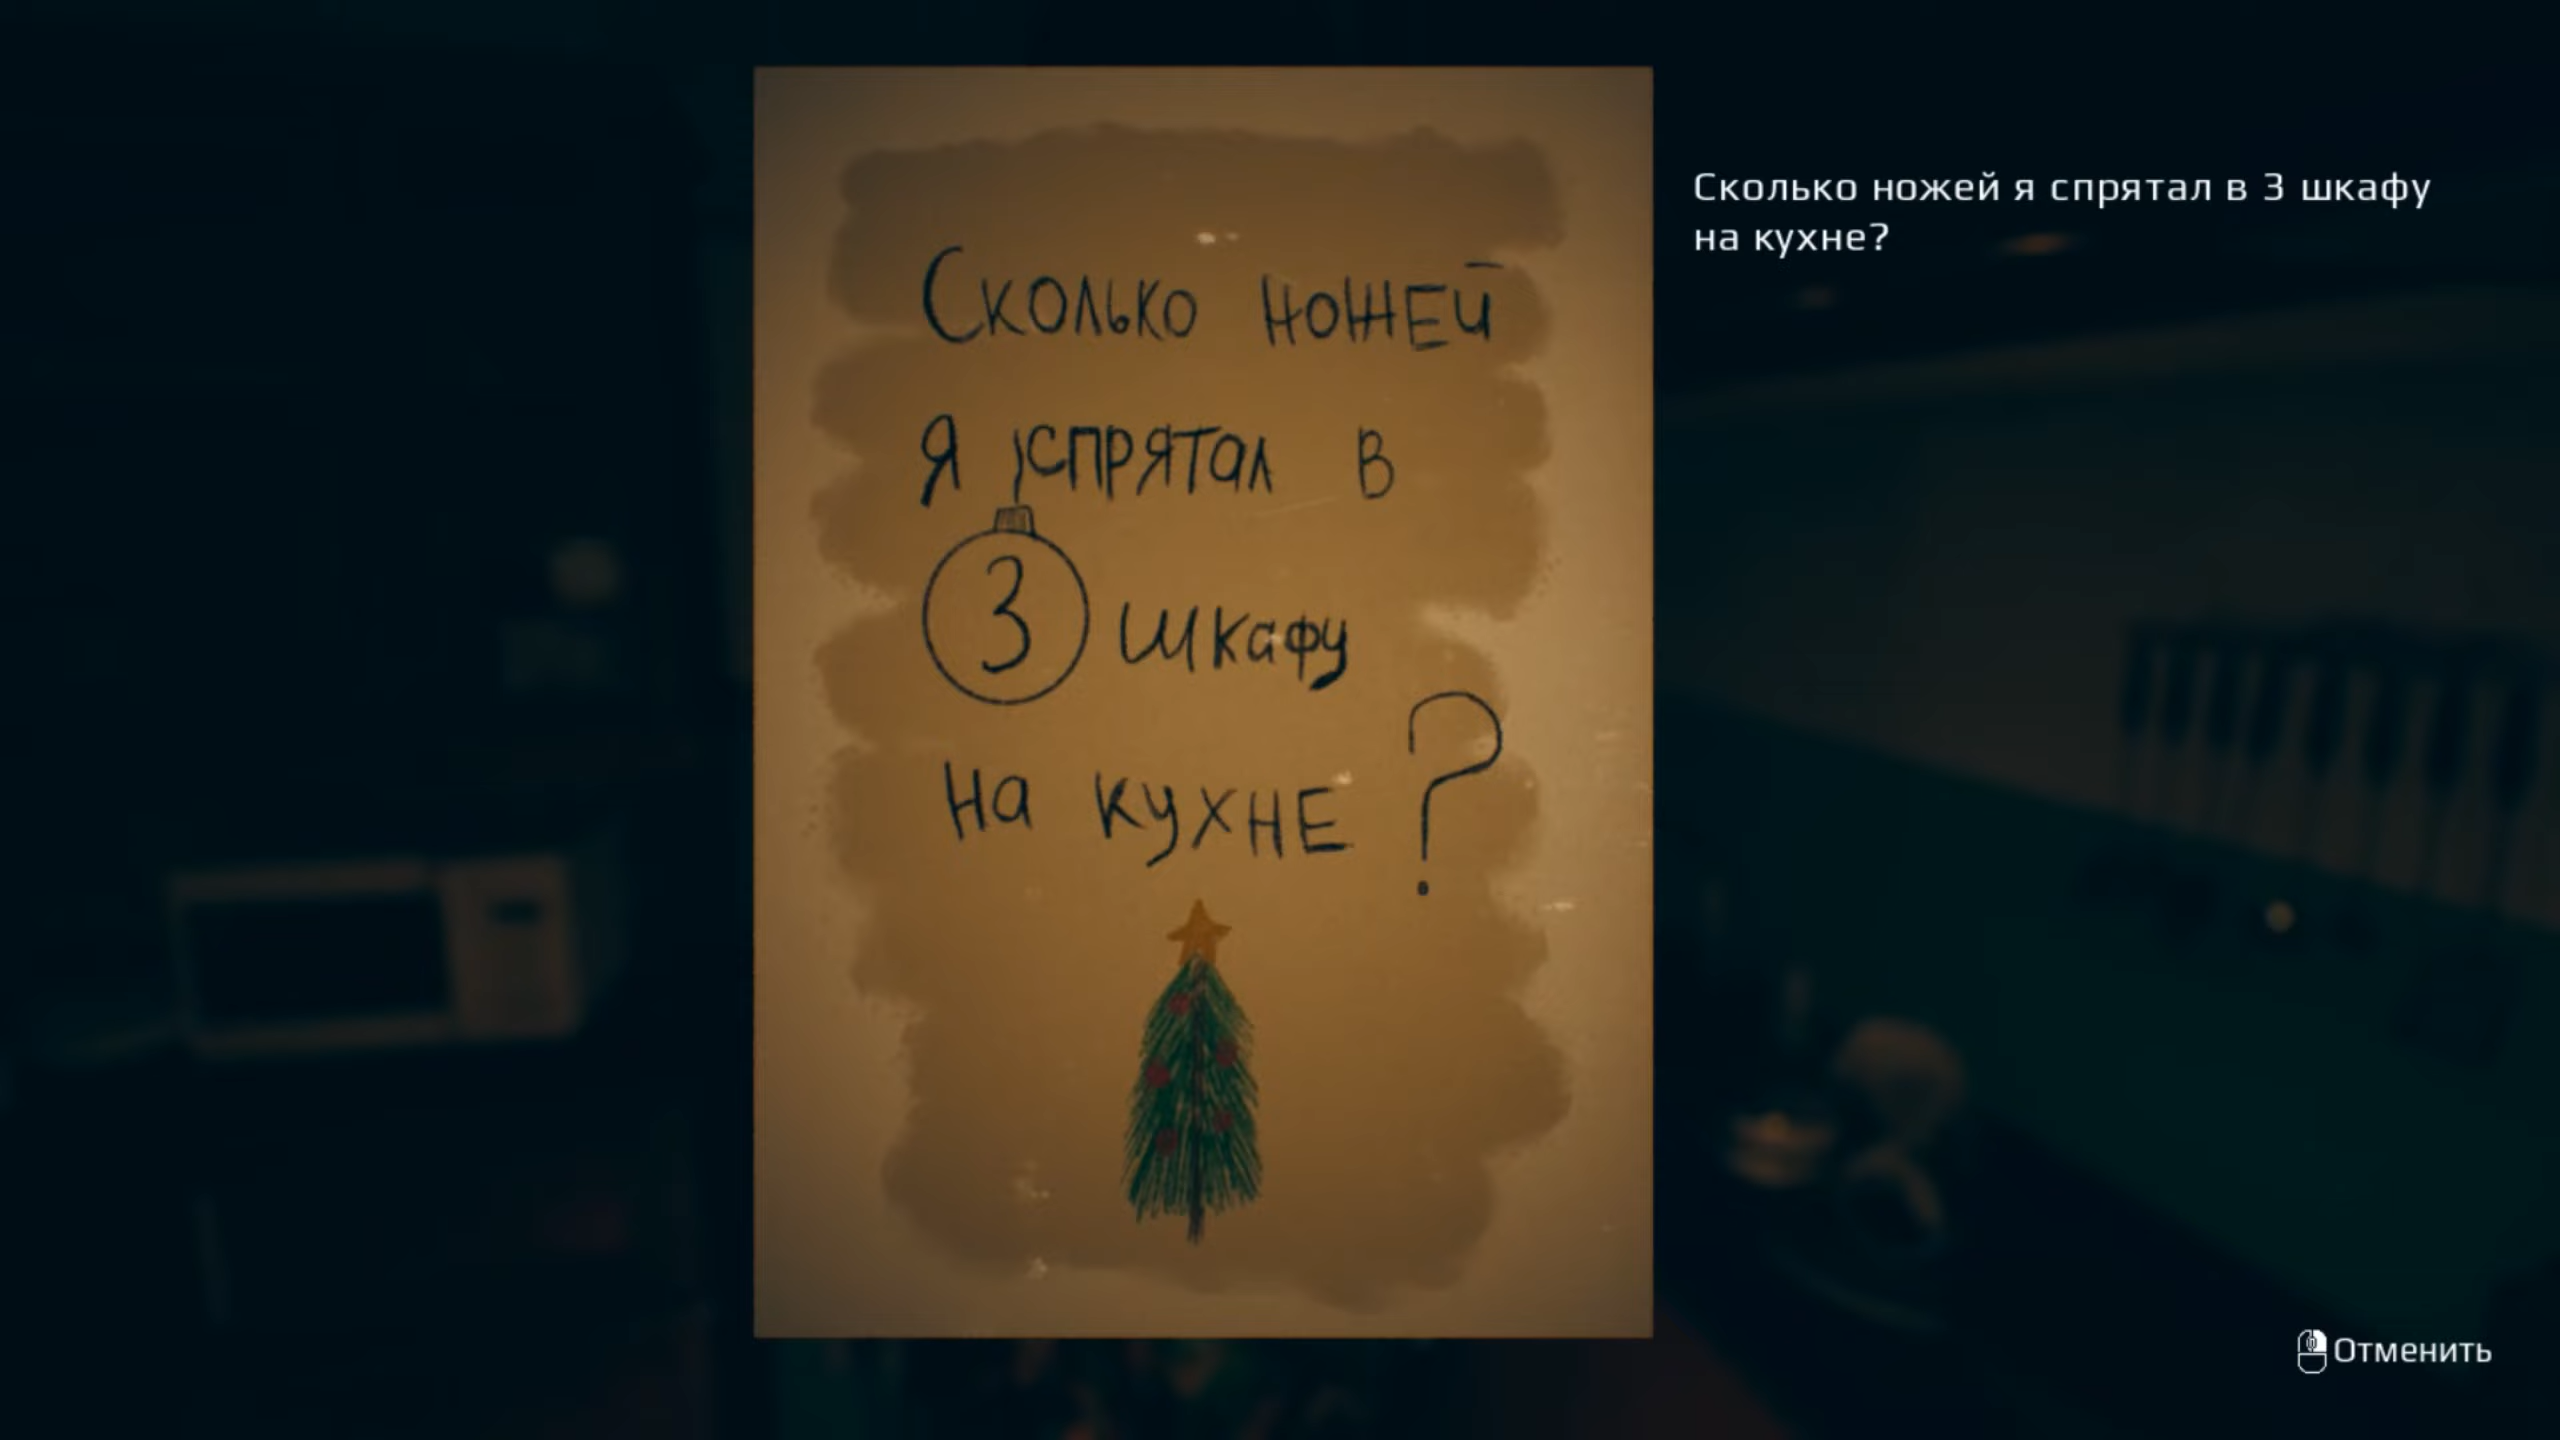 Сколько ножей
я спрятал в
3 шкафу
на кухне?
Сколько ножей я спрятал в 3 шкафу
на кухне?
Отменить